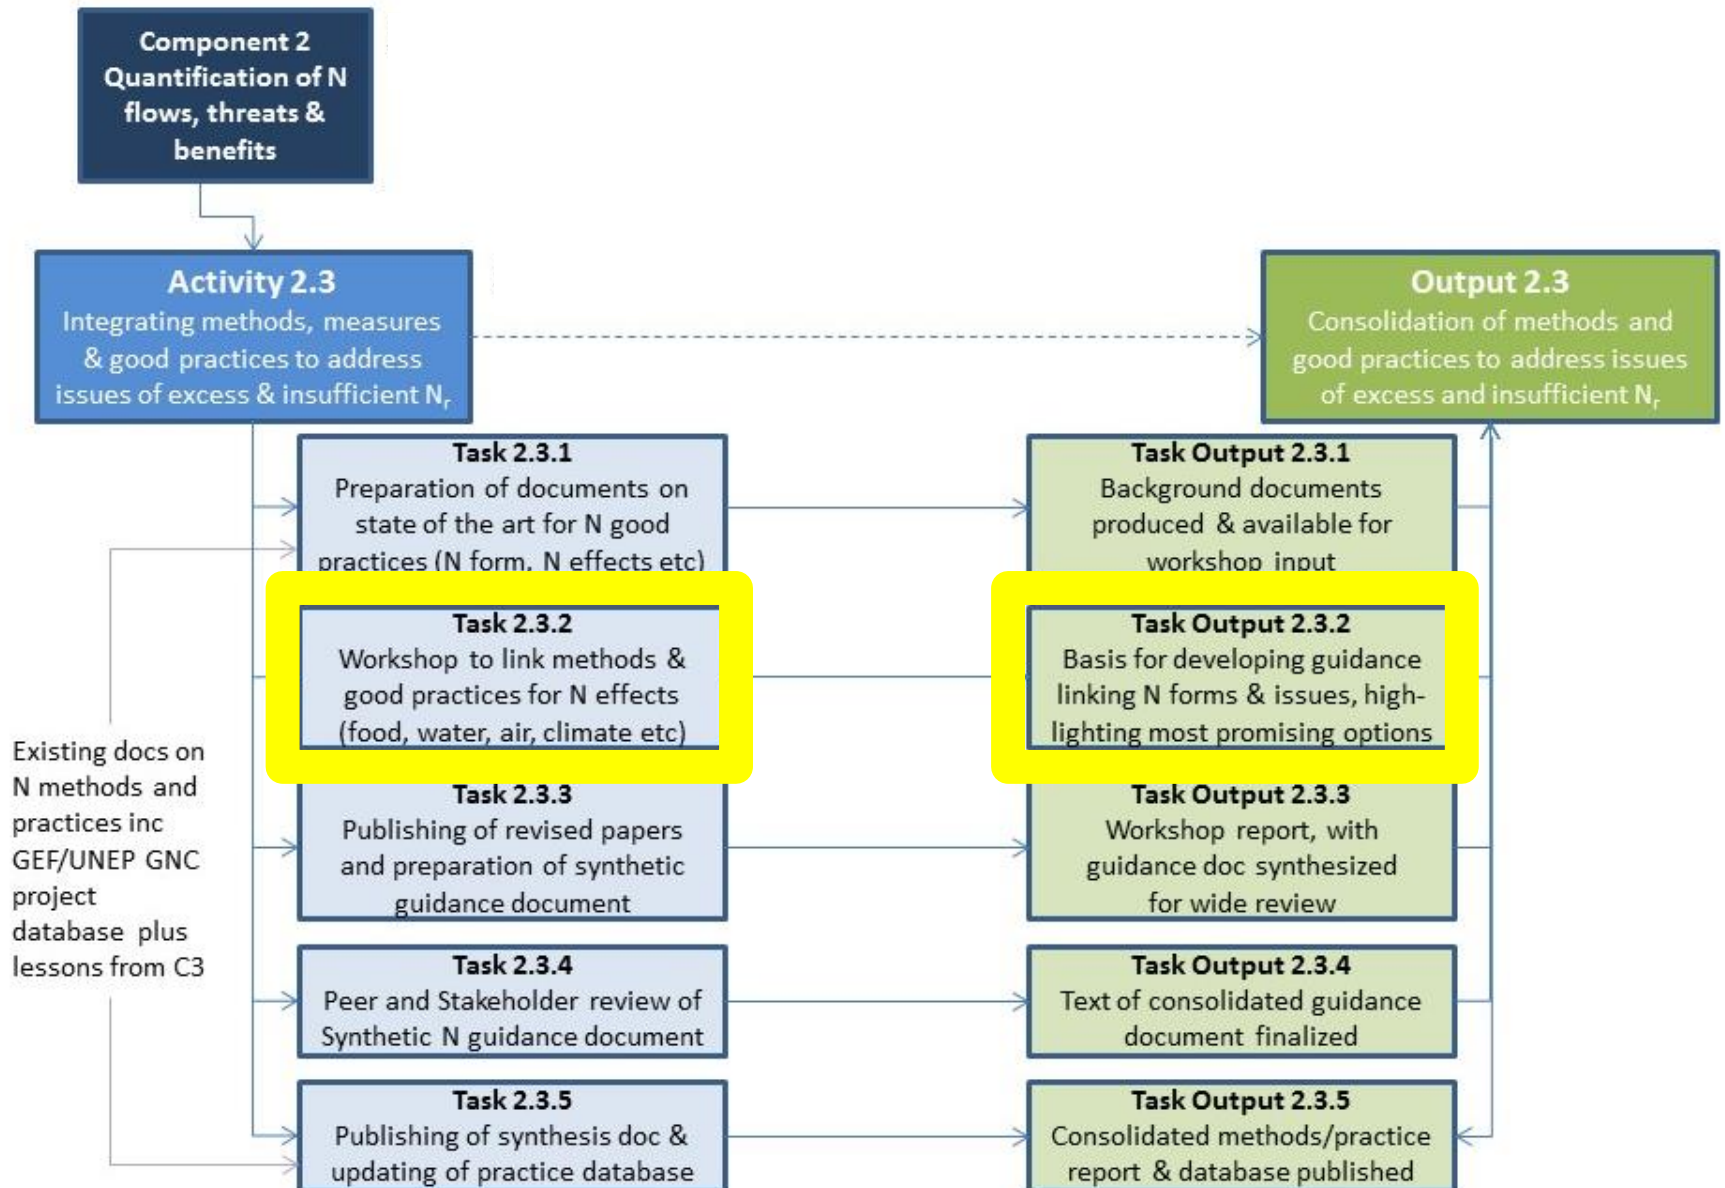 Component 2
Quantification of N
flows, threats &
benefits
Activity 2.3
Integrating methods, measures
& good practices to address
issues of excess & insufficient Nr
Output 2.3
Consolidation of methods and
good practices to address issues
of excess and insufficient Nr
Task 2.3.1
Preparation of documents on
state of the art for N good
practices (N form, N effects etc)
Task Output 2.3.1
Background documents
produced & available for
workshop input
Task 2.3.2
Workshop to link methods &
good practices for N effects
(food, water, air, climate etc)
Task Output 2.3.2
Basis for developing guidance
linking N forms & issues, high-
lighting most promising options
Existing docs on
N methods and
practices inc
GEF/UNEP GNC
project
database plus
lessons from C3
Task 2.3.3
Publishing of revised papers
and preparation of synthetic
guidance document
Task Output 2.3.3
Workshop report, with
guidance doc synthesized
for wide review
Task 2.3.4
Peer and Stakeholder review of
Synthetic N guidance document
Task Output 2.3.4
Text of consolidated guidance
document finalized
Task 2.3.5
Publishing of synthesis doc &
updating of practice database
Task Output 2.3.5
Consolidated methods/practice
report & database published